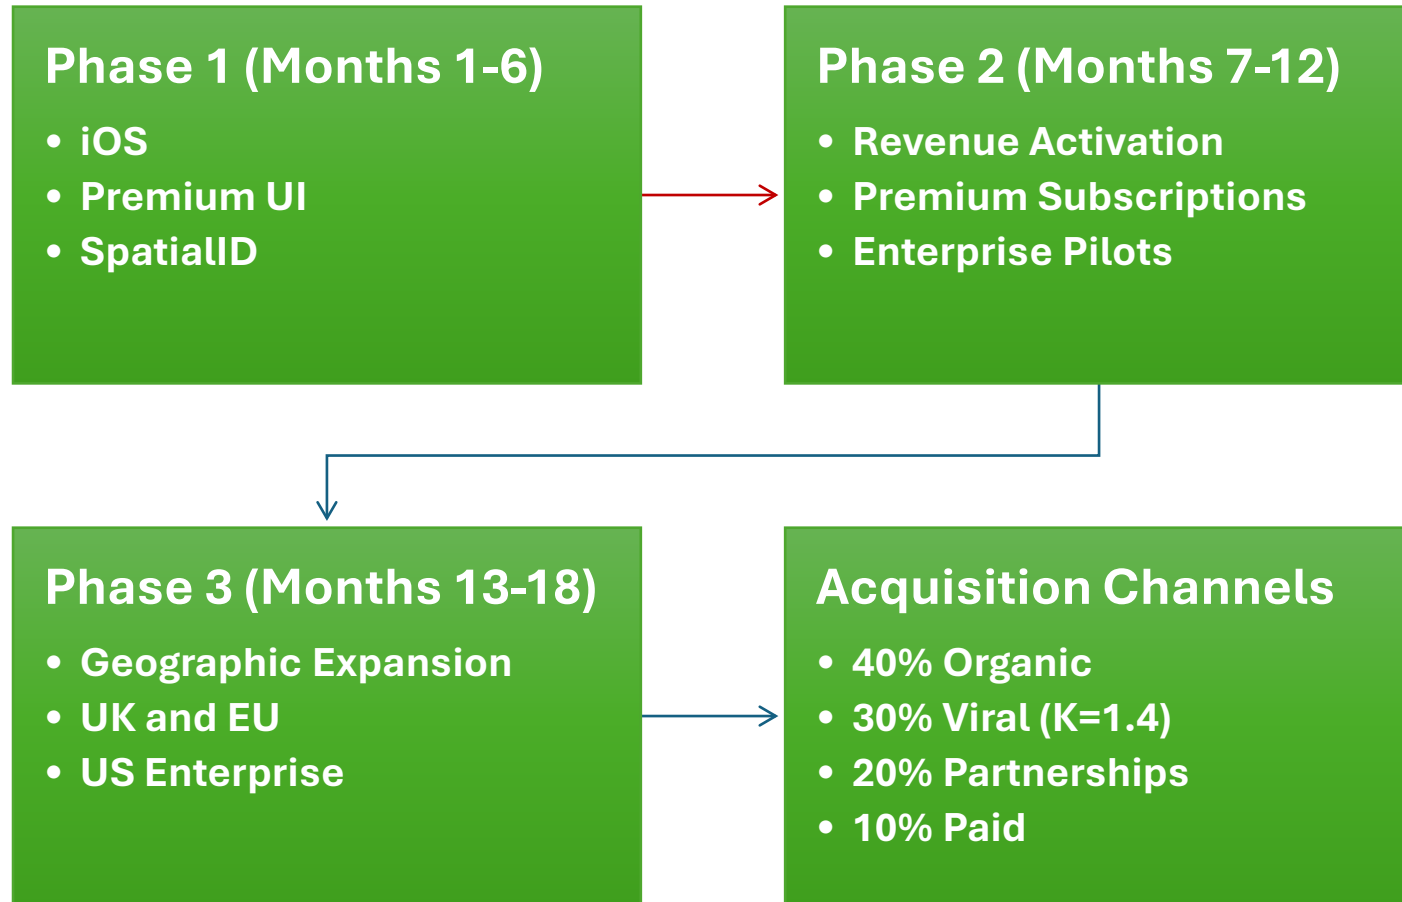 Phase 1 (Months 1-6)
• iOS
• Premium UI
• SpatialID
Phase 2 (Months 7-12)
• Revenue Activation
• Premium Subscriptions
• Enterprise Pilots
Phase 3 (Months 13-18)
• Geographic Expansion
• UK and EU
• US Enterprise
Acquisition Channels
• 40% Organic
• 30% Viral (K=1.4)
• 20% Partnerships
• 10% Paid